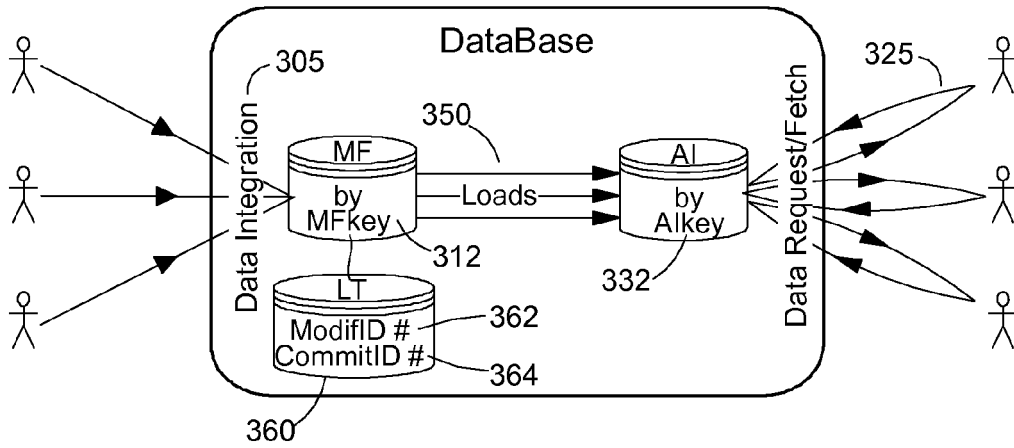 DataBase
305
325
Data Integration
350
MF
by
MFkey
312
Loads
AI
by
AIkey
332
Data Request/Fetch
LT
ModifID #
362
CommitID #
364
360